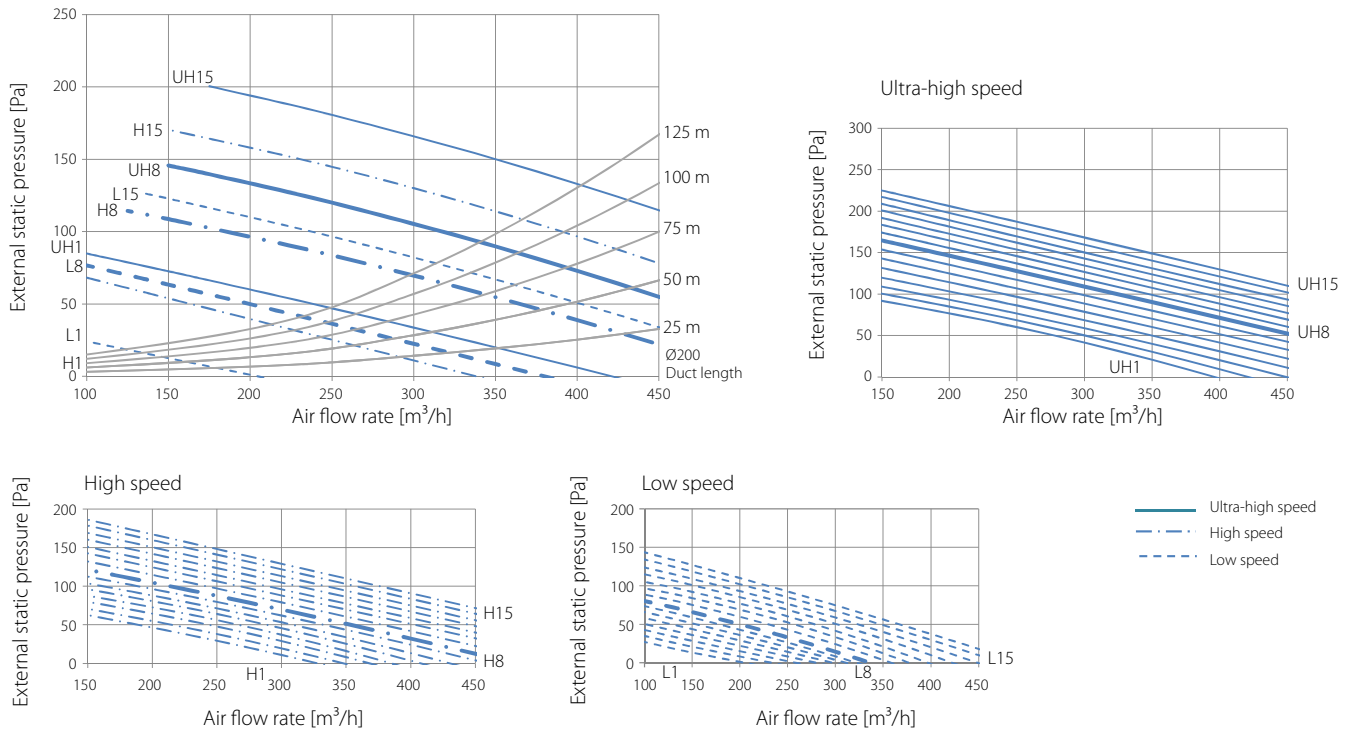 External static pressure [Pa]
250
200
150
100
50
0
UH15
H15
UH8
L15
H8
UH1
L8
L1
H1
125 m
100 m
75 m
50 m
25 m
Ø200
Duct length
100 150 200 250 300 350 400 450
Air flow rate [m³/h]
Ultra-high speed
External static pressure [Pa]
300
250
200
150
100
50
0
UH15
UH8
UH1
150 200 250 300 350 400 450
Air flow rate [m³/h]
High speed
External static pressure [Pa]
200
150
100
50
0
H15
H8
H1
150 200 250 300 350 400 450
Air flow rate [m³/h]
Low speed
External static pressure [Pa]
200
150
100
50
0
L15
L1
L8
100 150 200 250 300 350 400 450
Air flow rate [m³/h]
Ultra-high speed
High speed
Low speed